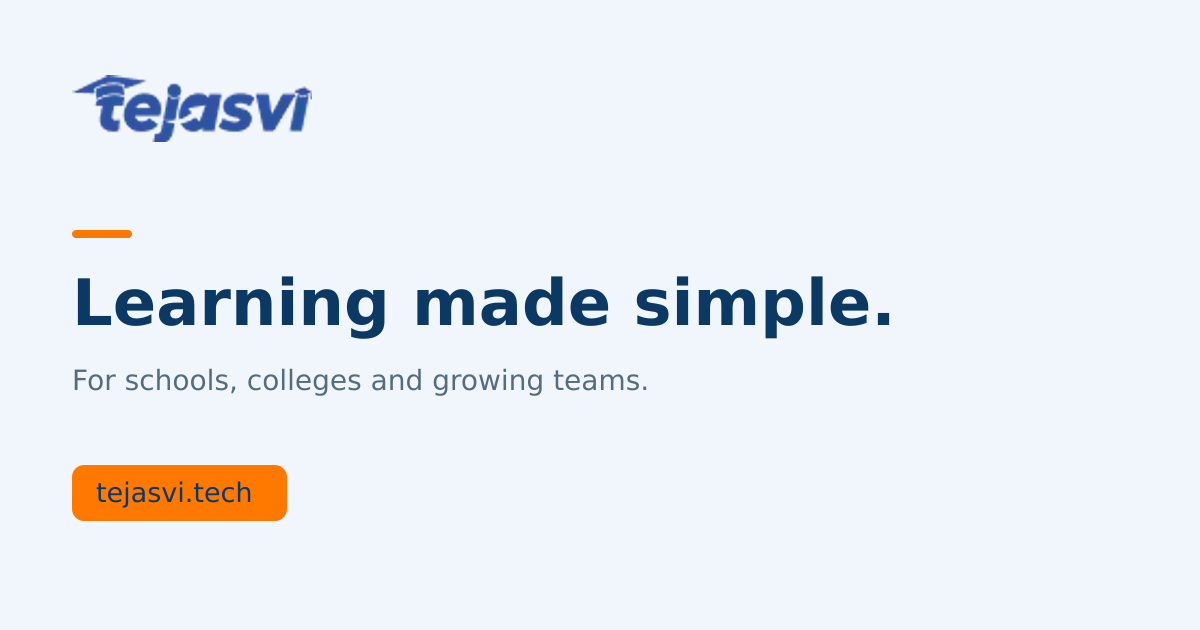 tejasvi
Learning made simple.
For schools, colleges and growing teams.
tejasvi.tech